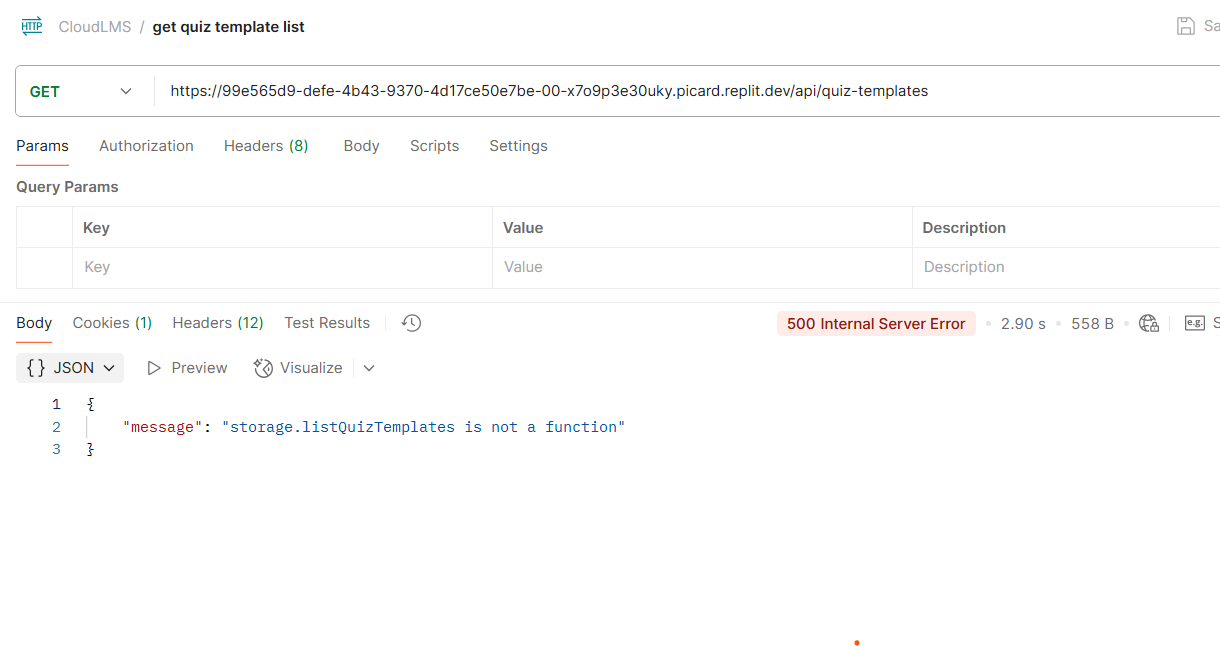 HTTP CloudLMS / get quiz template list Sa
GET https://99e565d9-defe-4b43-9370-4d17ce50e7be-00-x7o9p3e30uky.picard.replit.dev/api/quiz-templates
Params Authorization Headers (8) Body Scripts Settings
Query Params
Key Value Description
Key Value Description
Body Cookies (1) Headers (12) Test Results 500 Internal Server Error • 2.90 s • 558 B • e.g. S
{} JSON Preview Visualize
1 {
2 "message": "storage.listQuizTemplates is not a function"
3 }